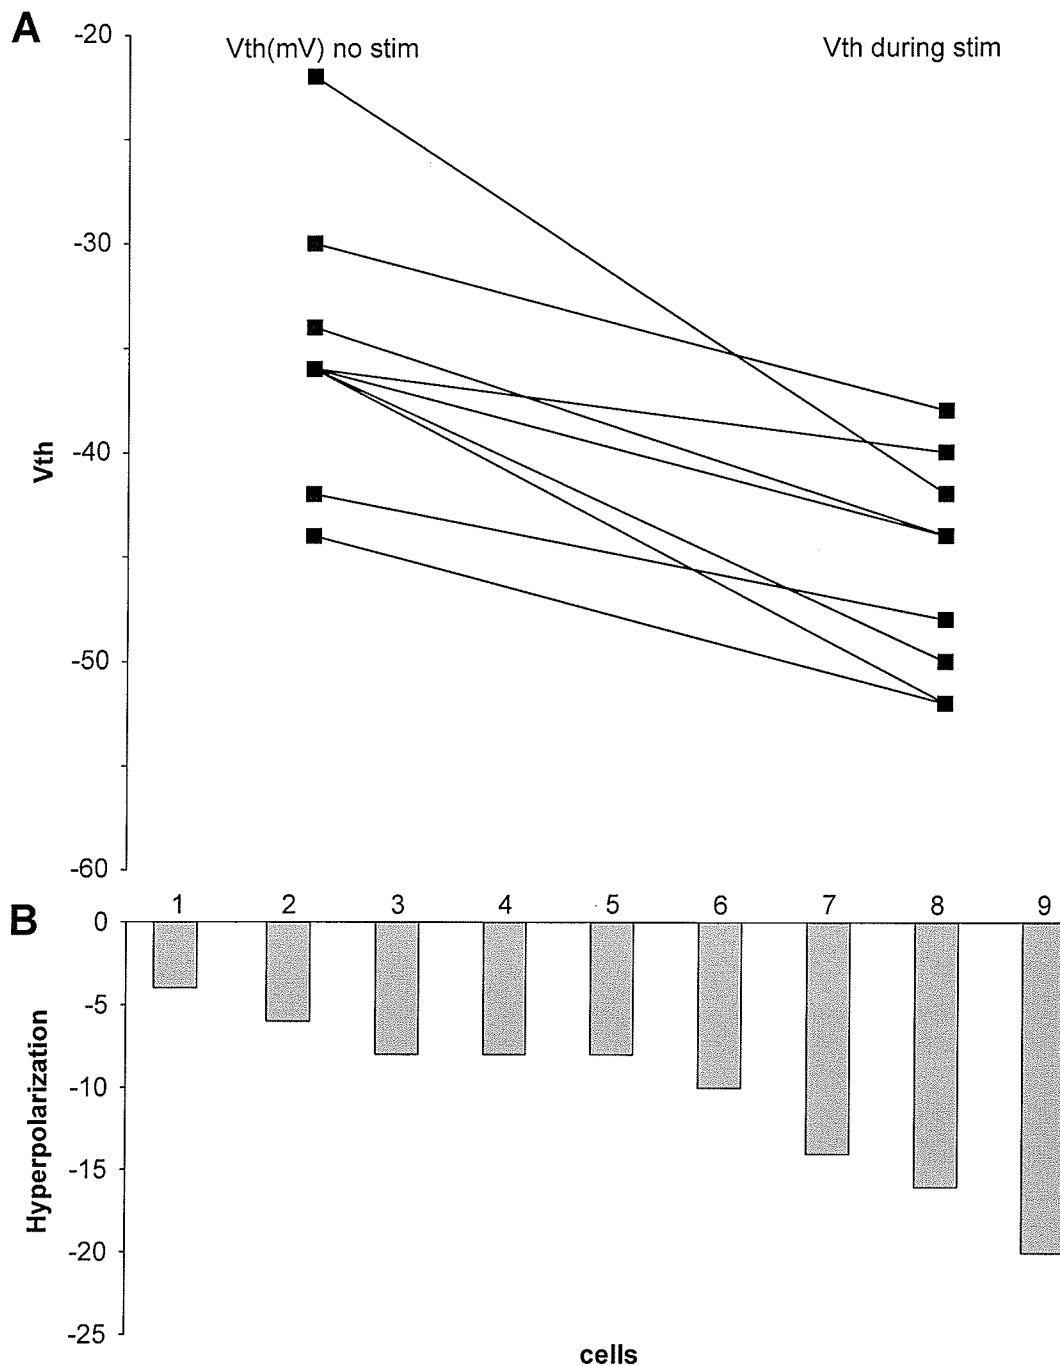 A
-20
Vth(mV) no stim
Vth during stim
-30
-40
Vth
-50
-60
B
1 2 3 4 5 6 7 8 9
0
-5
-10
Hyperpolarization
-15
-20
-25
cells